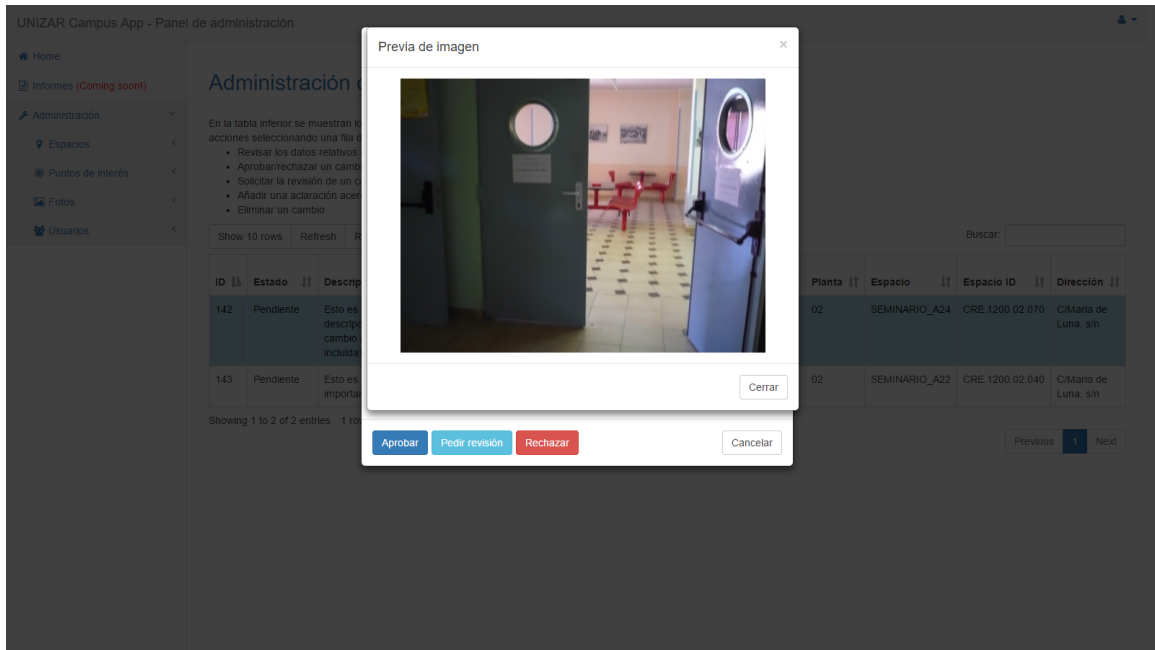 UNIZAR Campus App - Panel de administración
Home
Informes (Coming soon!)
Administración
Espacios
Puntos de interés
Fotos
Usuarios
Administración
En la tabla inferior se muestran
acciones seleccionando una fila
Revisar los datos relativos
Aprobar/rechazar un
Solicitar la revisión de un
Añadir una aclaración
Eliminar un cambio
Show 10 rows Refresh
Buscar:
ID Estado Planta Espacio Espacio ID Dirección
142 Pendiente Esto es 02 SEMINARIO_A24 CRE.1200.02.070 C/María de
Luna, s/n
cambio
incluida
143 Pendiente Esto es 02 SEMINARIO_A22 CRE.1200.02.040 C/María de
Luna, s/n
Showing 1 to 2 of 2 entries 1
Previous 1 Next
Previa de imagen ×
Cerrar
Aprobar Pedir revisión Rechazar Cancelar